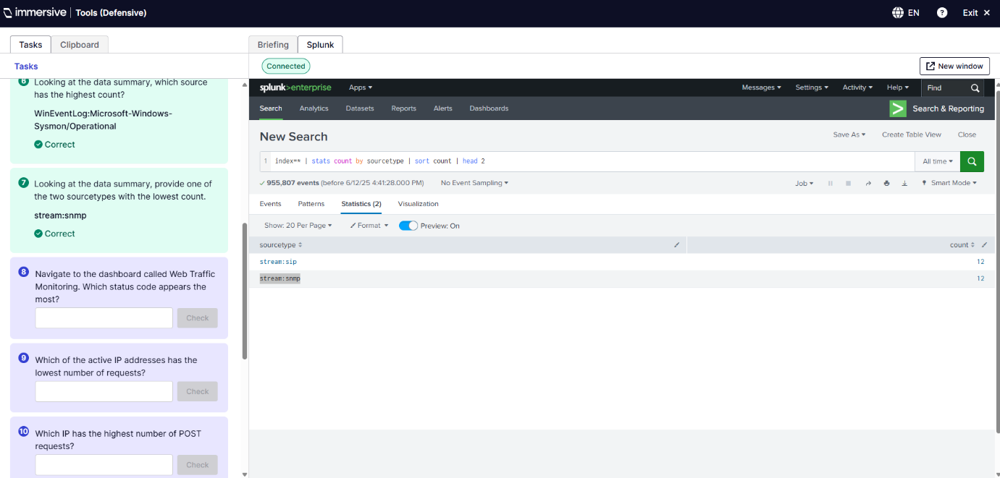 immersive | Tools (Defensive)
EN
?
Exit ×
Tasks
Clipboard
Briefing
Splunk
Tasks
Connected
New window
6 Looking at the data summary, which source
has the highest count?
WinEventLog:Microsoft-Windows-
Sysmon/Operational
Correct
7 Looking at the data summary, provide one of
the two sourcetypes with the lowest count.
stream:snmp
Correct
8 Navigate to the dashboard called Web Traffic
Monitoring. Which status code appears the
most?
Check
9 Which of the active IP addresses has the
lowest number of requests?
Check
10 Which IP has the highest number of POST
requests?
Check
splunk>enterprise
Apps
Messages
Settings
Activity
Help
Find
Search
Analytics
Datasets
Reports
Alerts
Dashboards
> Search & Reporting
New Search
Save As
Create Table View
Close
1 index=* | stats count by sourcetype | sort count | head 2
All time
955,807 events (before 6/12/25 4:41:28.000 PM)
No Event Sampling
Job
Smart Mode
Events
Patterns
Statistics (2)
Visualization
Show: 20 Per Page
Format
Preview: On
sourcetype
count
stream:sip
12
stream:snmp
12